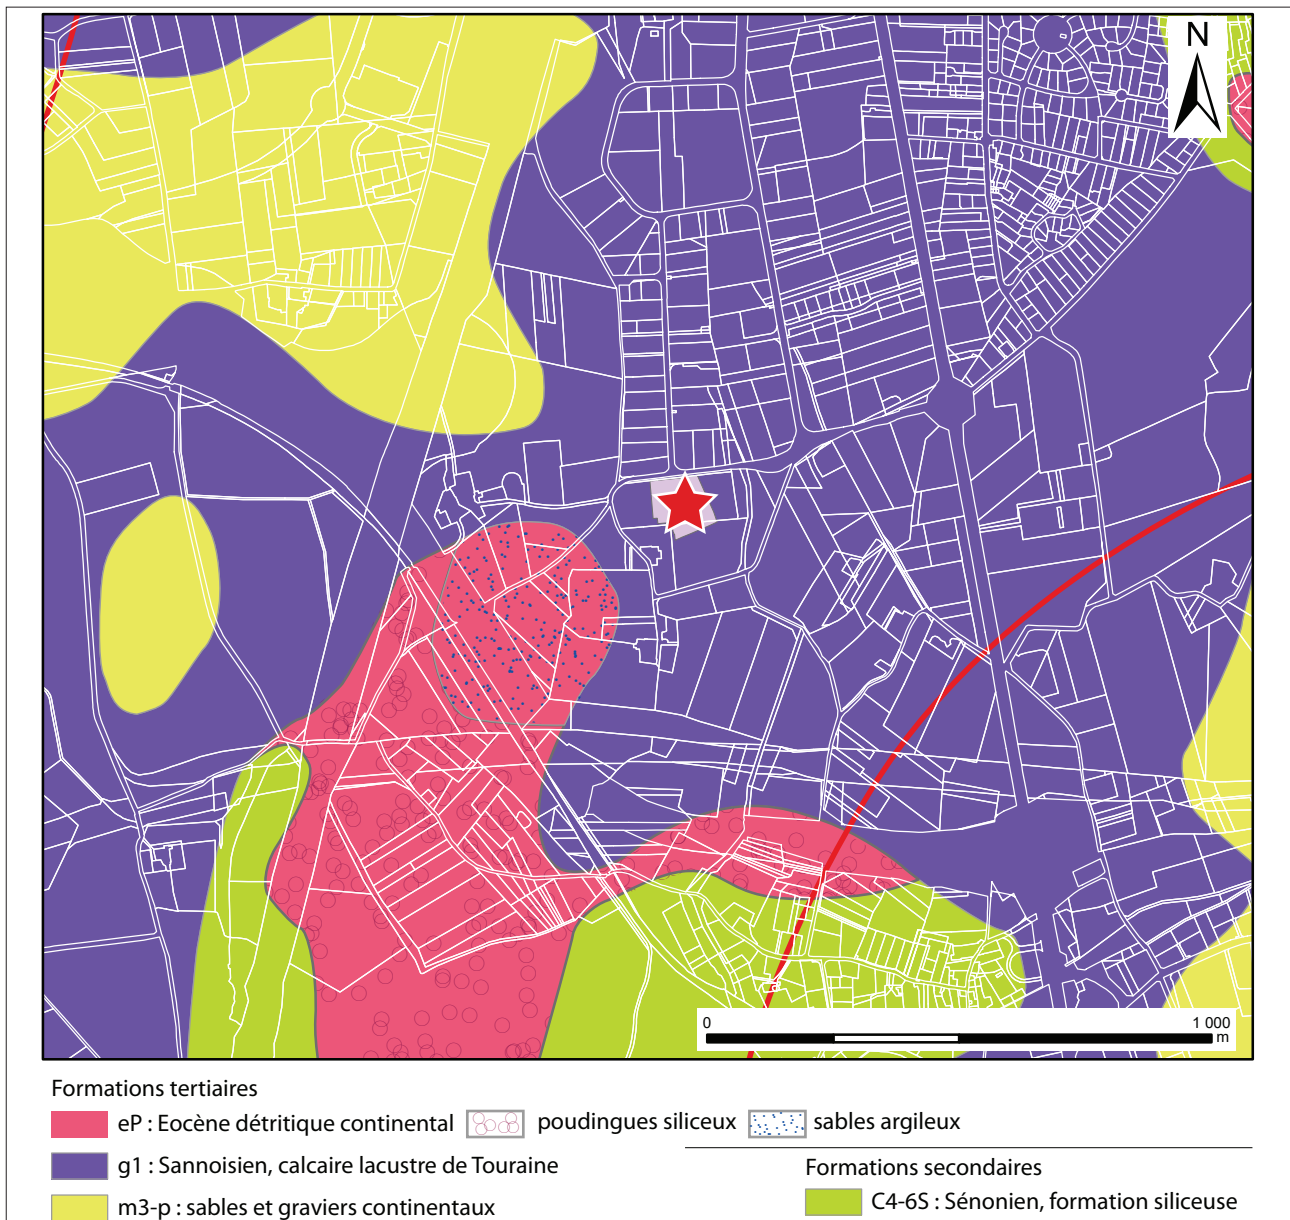 N
0 1 000
m
Formations tertiaires
eP : Eocène détritique continental poudingues siliceux sables argileux
g1 : Sannoisien, calcaire lacustre de Touraine
m3-p : sables et graviers continentaux
Formations secondaires
C4-6S : Sénonien, formation siliceuse